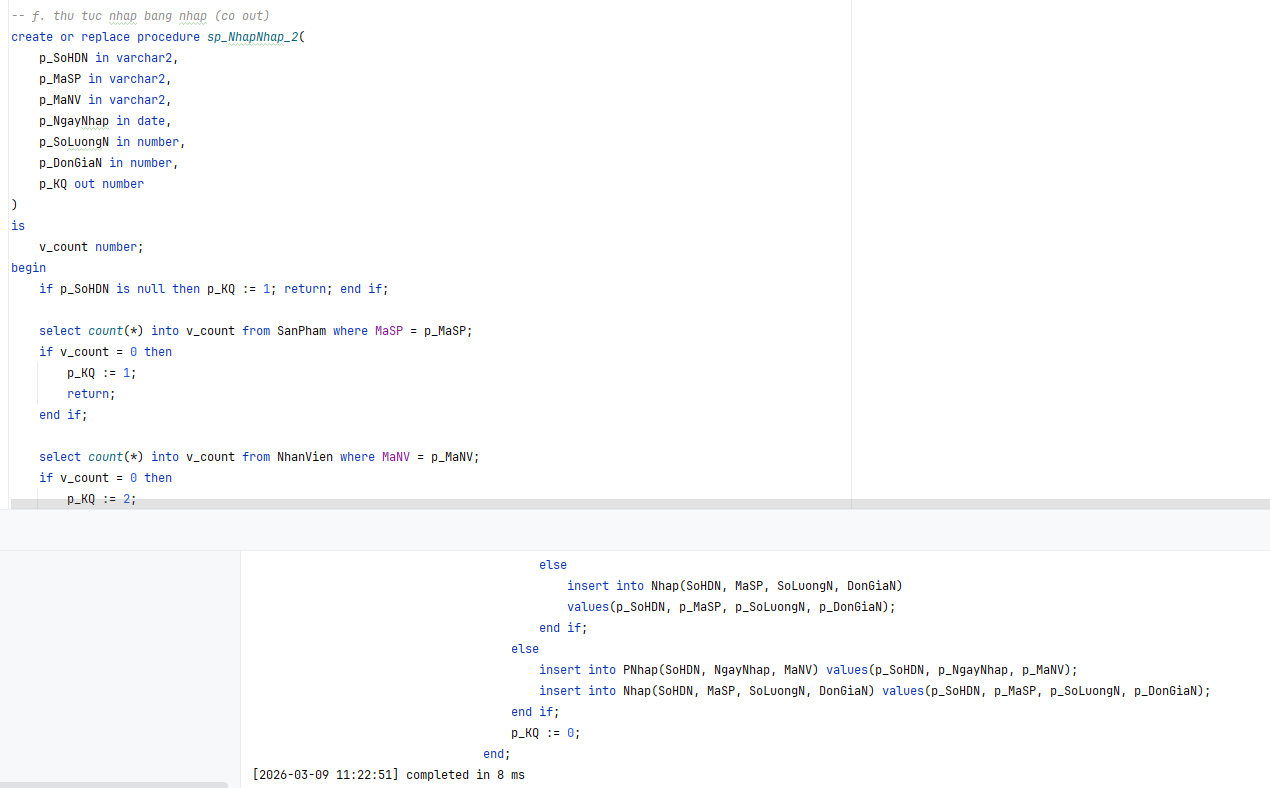 -- f. thu tuc nhap bang nhap (co out)
create or replace procedure sp_NhapNhap_2(
    p_SoHDN in varchar2,
    p_MaSP in varchar2,
    p_MaNV in varchar2,
    p_NgayNhap in date,
    p_SoLuongN in number,
    p_DonGiaN in number,
    p_KQ out number
)
is
    v_count number;
begin
    if p_SoHDN is null then p_KQ := 1; return; end if;
    select count(*) into v_count from SanPham where MaSP = p_MaSP;
    if v_count = 0 then
        p_KQ := 1;
        return;
    end if;
    select count(*) into v_count from NhanVien where MaNV = p_MaNV;
    if v_count = 0 then
        p_KQ := 2;
else
    insert into Nhap(SoHDN, MaSP, SoLuongN, DonGiaN)
    values(p_SoHDN, p_MaSP, p_SoLuongN, p_DonGiaN);
end if;
else
    insert into PNhap(SoHDN, NgayNhap, MaNV) values(p_SoHDN, p_NgayNhap, p_MaNV);
    insert into Nhap(SoHDN, MaSP, SoLuongN, DonGiaN) values(p_SoHDN, p_MaSP, p_SoLuongN, p_DonGiaN);
end if;
p_KQ := 0;
end;
[2026-03-09 11:22:51] completed in 8 ms